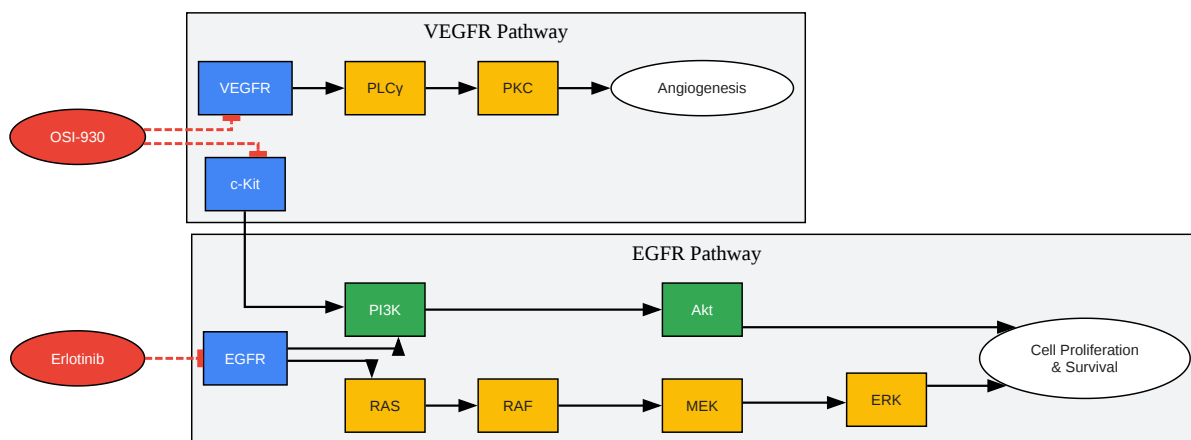 VEGFR Pathway
VEGFR
PLCγ
PKC
Angiogenesis
OSI-930
c-Kit
EGFR Pathway
PI3K
Akt
Erlotinib
EGFR
Cell Proliferation
& Survival
RAS
RAF
MEK
ERK